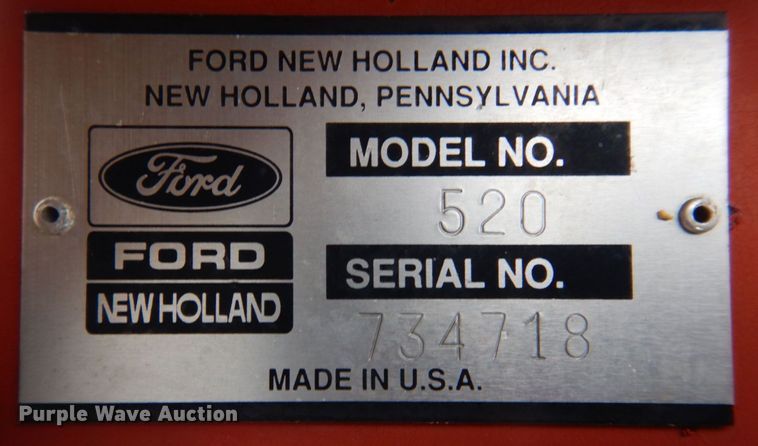 FORD NEW HOLLAND INC.
NEW HOLLAND, PENNSYLVANIA
Ford
FORD
NEW HOLLAND
MODEL NO.
520
SERIAL NO.
734718
MADE IN U.S.A.
Purple Wave Auction